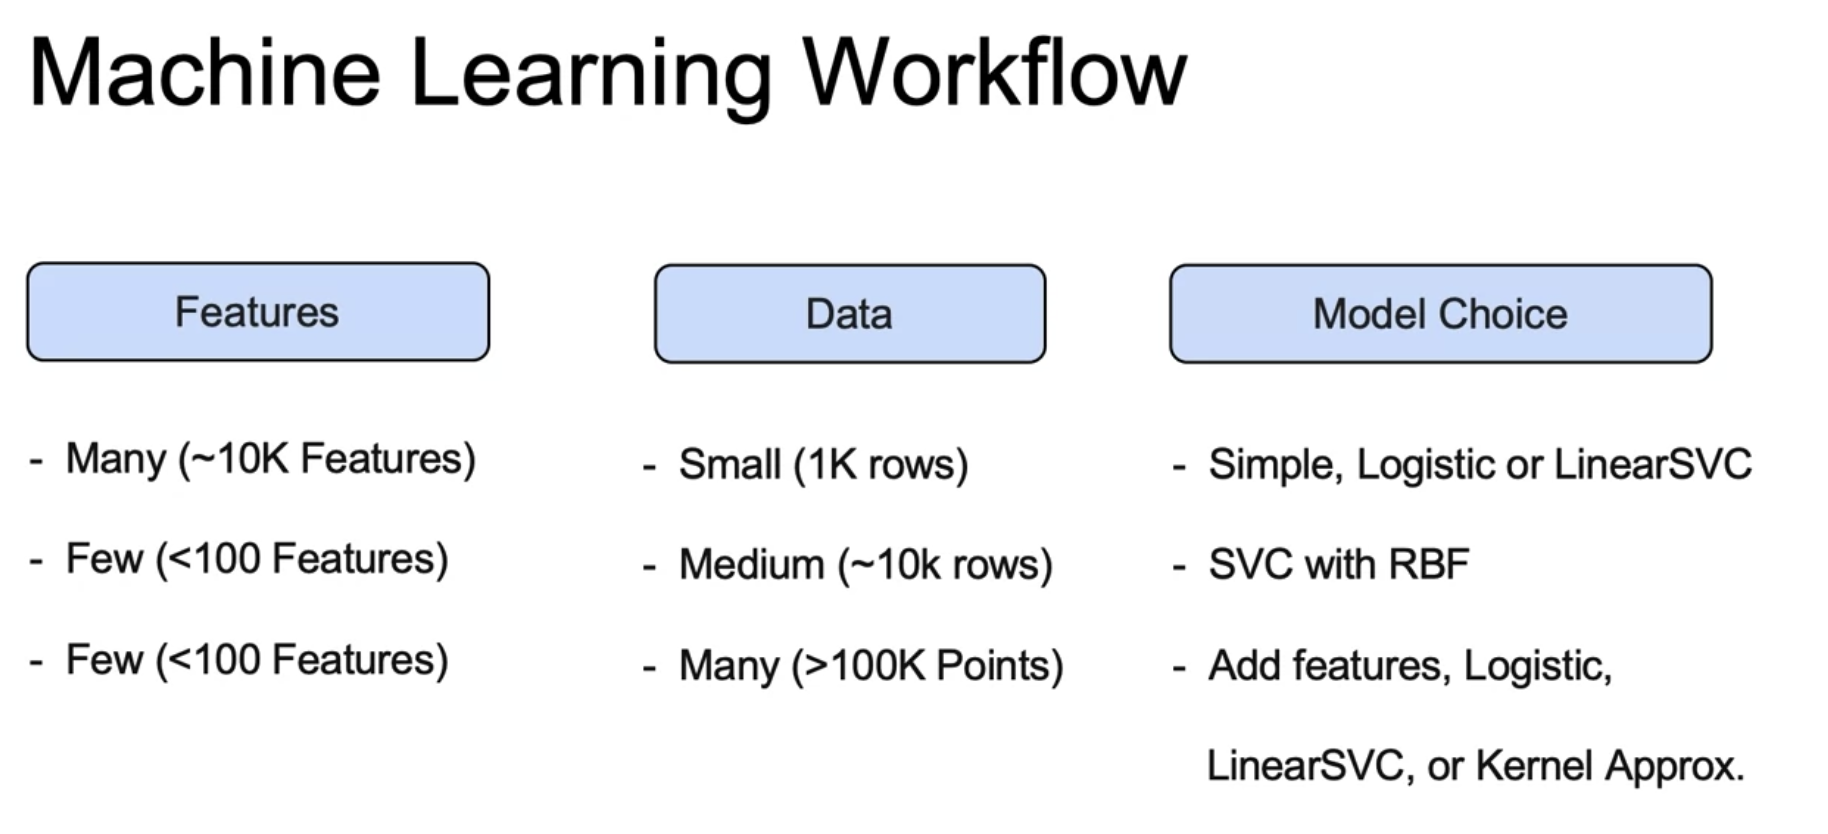 Machine Learning Workflow
Features
Data
Model Choice
- Many (~10K Features)
- Small (1K rows)
- Simple, Logistic or LinearSVC
- Few (<100 Features)
- Medium (~10k rows)
- SVC with RBF
- Few (<100 Features)
- Many (>100K Points)
- Add features, Logistic,
LinearSVC, or Kernel Approx.